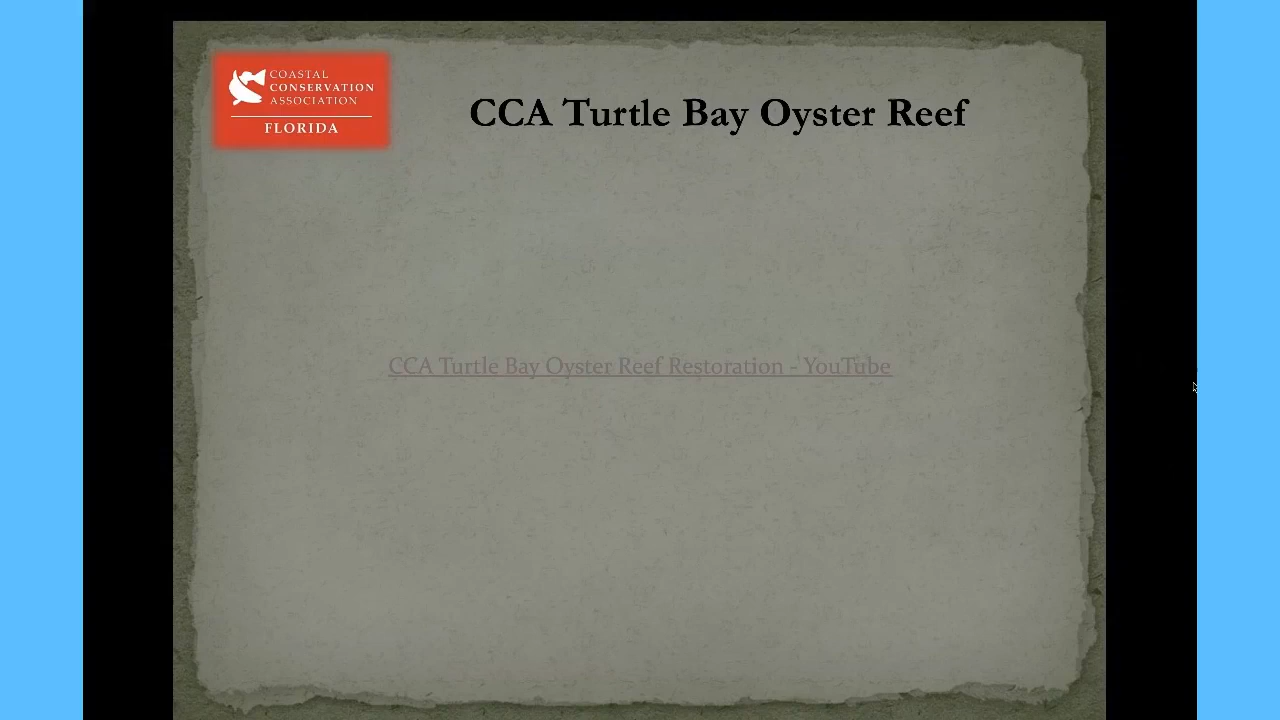 COASTAL
CONSERVATION
ASSOCIATION
FLORIDA
CCA Turtle Bay Oyster Reef
CCA Turtle Bay Oyster Reef Restoration - YouTube